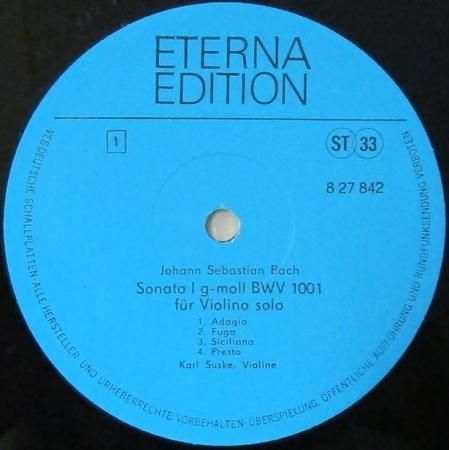 ETERNA
EDITION
1
ST 33
8 27 842
Johann Sebastian Bach
Sonata I g-moll BWV 1001
für Violino solo
1. Adagio
2. Fuga
3. Siciliana
4. Presto
Karl Suske, Violine
VEB DEUTSCHE SCHALLPLATTEN · ALLE HERSTELLER- UND URHEBERRECHTE VORBEHALTEN · ÜBERSPIELUNG, ÖFFENTLICHE AUFFÜHRUNG UND RUNDFUNKSENDUNG VERBOTEN